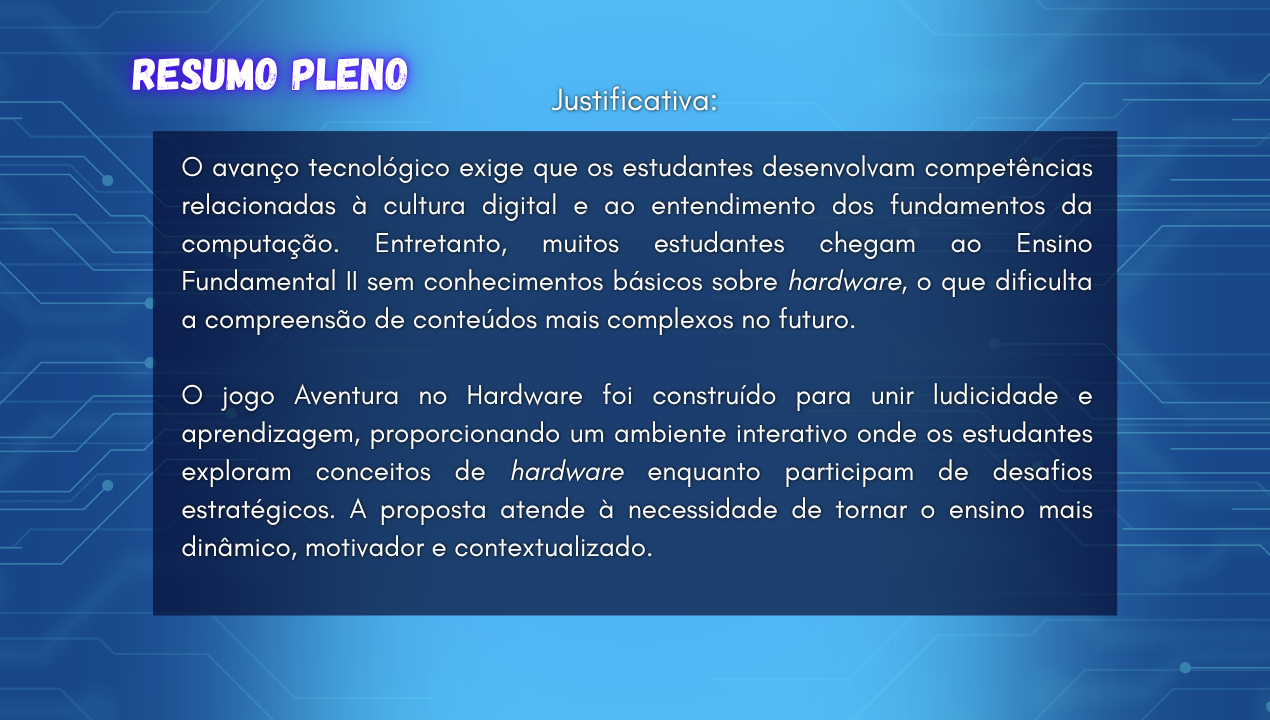 RESUMO PLENO
Justificativa:
O avanço tecnológico exige que os estudantes desenvolvam competências
relacionadas à cultura digital e ao entendimento dos fundamentos da
computação. Entretanto, muitos estudantes chegam ao Ensino
Fundamental II sem conhecimentos básicos sobre hardware, o que dificulta
a compreensão de conteúdos mais complexos no futuro.
O jogo Aventura no Hardware foi construído para unir ludicidade e
aprendizagem, proporcionando um ambiente interativo onde os estudantes
exploram conceitos de hardware enquanto participam de desafios
estratégicos. A proposta atende à necessidade de tornar o ensino mais
dinâmico, motivador e contextualizado.